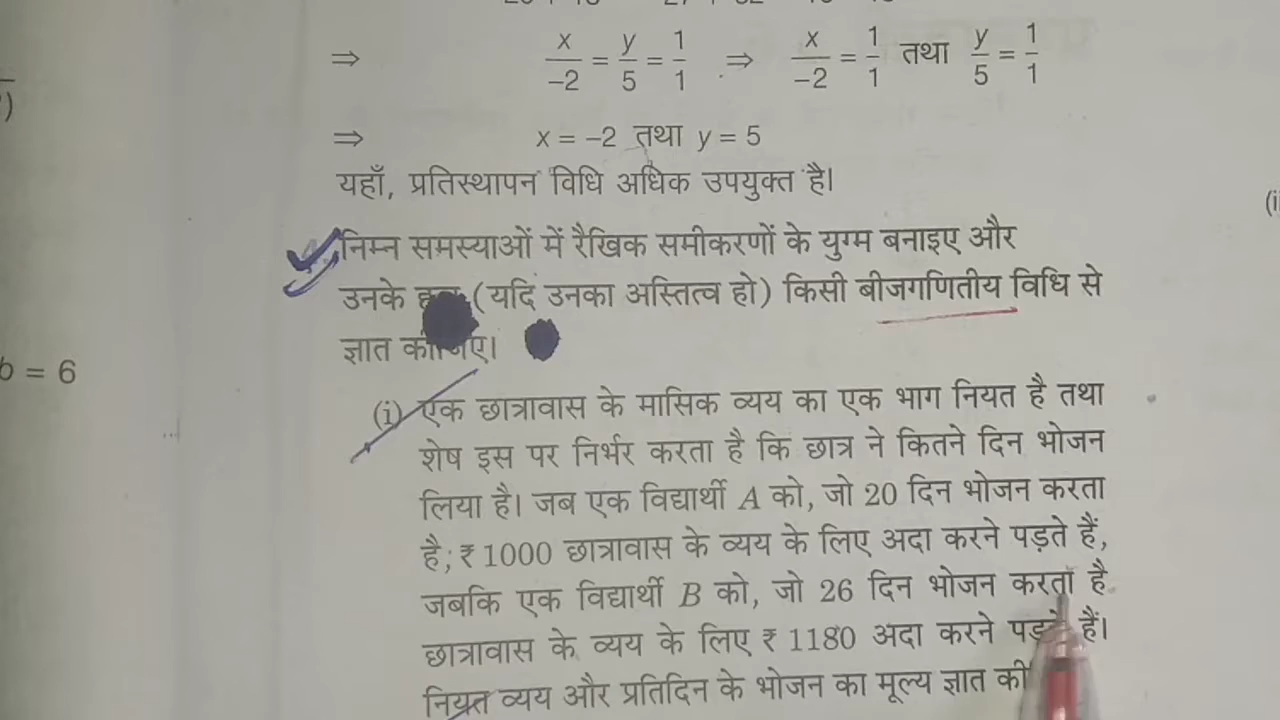 ⇒ x/-2 = y/5 = 1/1 ⇒ x/-2 = 1/1 तथा y/5 = 1/1
⇒ x = -2 तथा y = 5
यहाँ, प्रतिस्थापन विधि अधिक उपयुक्त है।
निम्न समस्याओं में रैखिक समीकरणों के युग्म बनाइए और
उनके (यदि उनका अस्तित्व हो) किसी बीजगणितीय विधि से
ज्ञात
b = 6
(i) एक छात्रावास के मासिक व्यय का एक भाग नियत है तथा
शेष इस पर निर्भर करता है कि छात्र ने कितने दिन भोजन
लिया है। जब एक विद्यार्थी A को, जो 20 दिन भोजन करता
है; ₹ 1000 छात्रावास के व्यय के लिए अदा करने पड़ते हैं,
जबकि एक विद्यार्थी B को, जो 26 दिन भोजन करता है
छात्रावास के व्यय के लिए ₹ 1180 अदा करने पड़ते हैं।
नियत व्यय और प्रतिदिन के भोजन का मूल्य ज्ञात